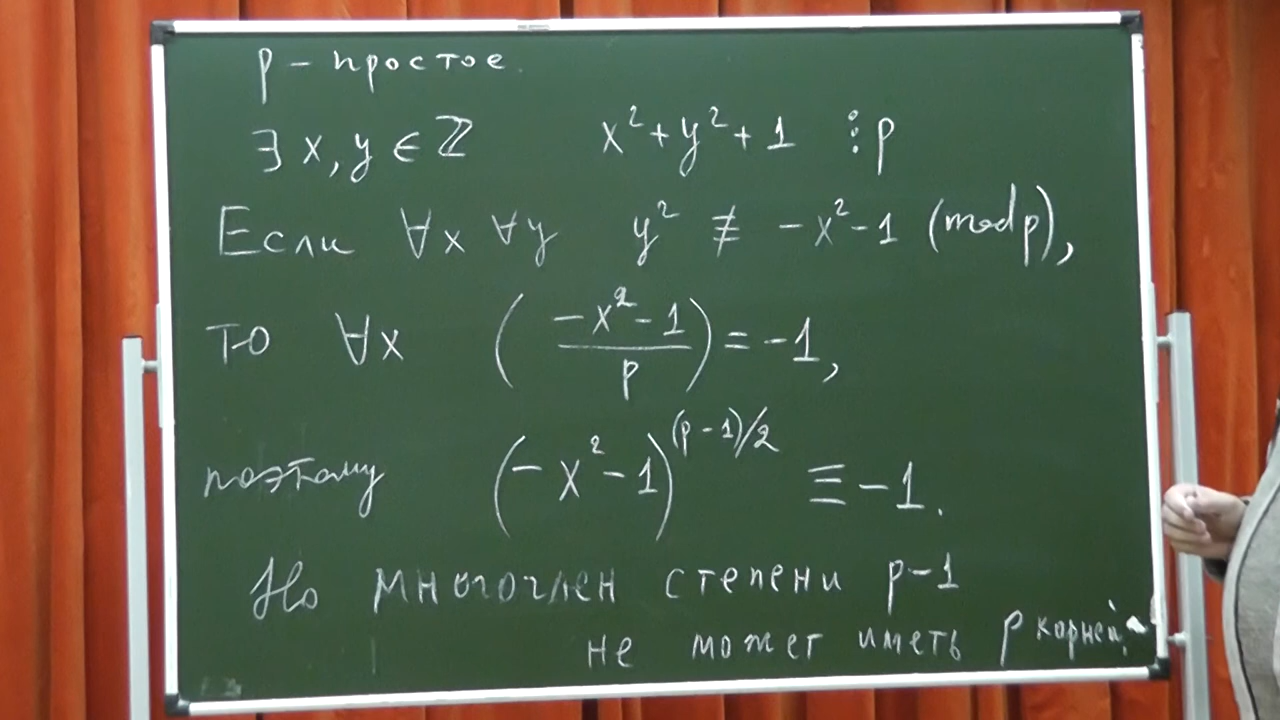 p – простое.
∃ x, y ∈ ℤ x² + y² + 1 ⋮ p
Если ∀x ∀y y² ≢ -x² - 1 (mod p),
то ∀x (\frac{-x² - 1}{p}) = -1,
поэтому (-x² - 1)^{(p-1)/2} ≡ -1.
Но многочлен степени p-1
не может иметь p корней.